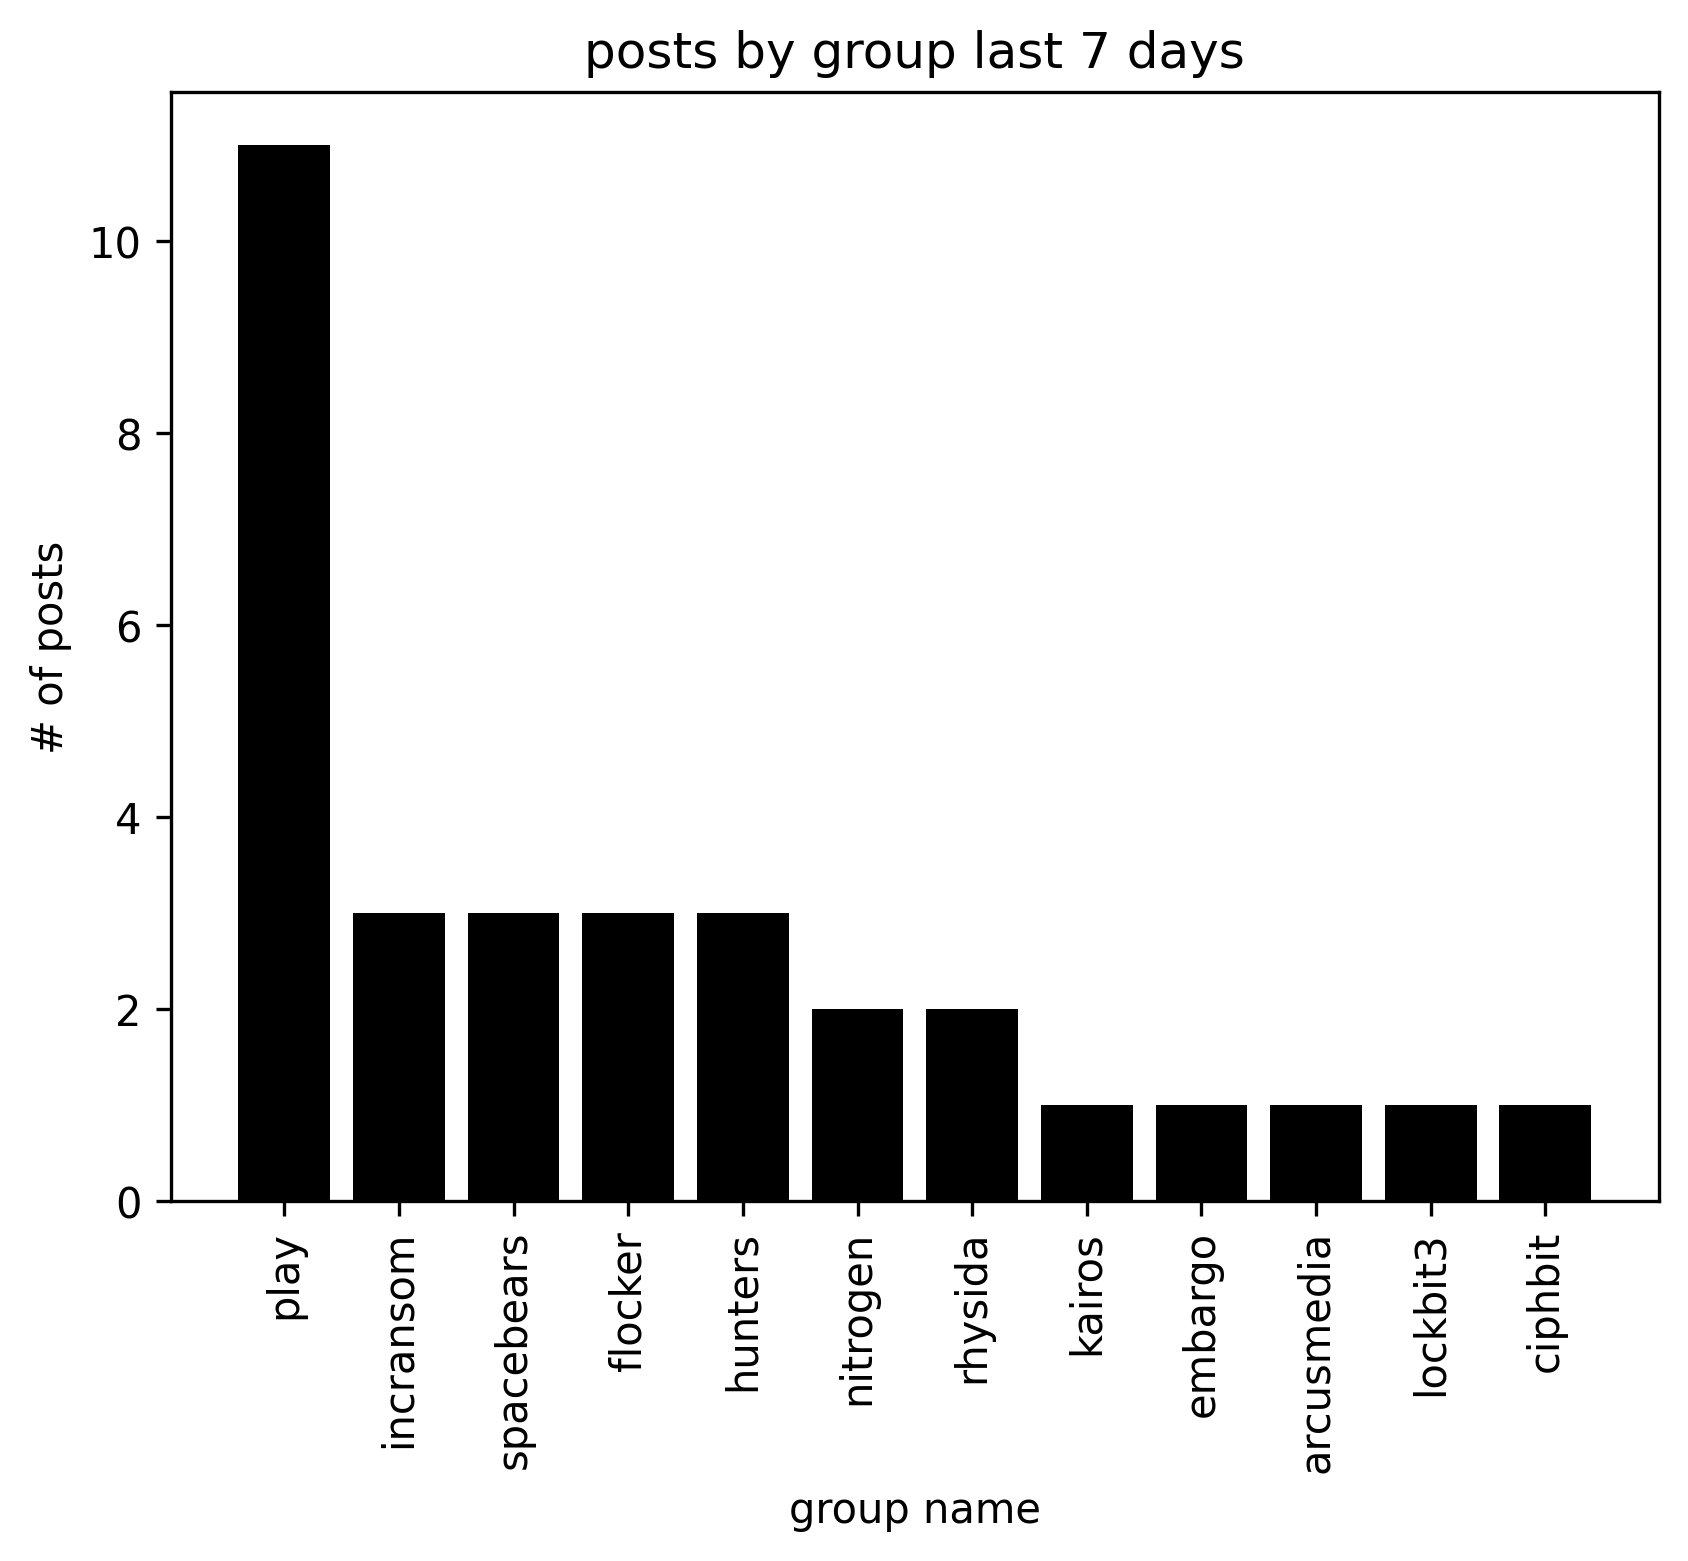 posts by group last 7 days
# of posts
10
8
6
4
2
0
play
incransom
spacebears
flocker
hunters
nitrogen
rhysida
kairos
embargo
arcusmedia
lockbit3
ciphbit
group name